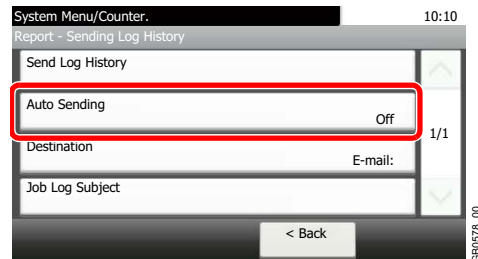 System Menu/Counter. 10:10
Report - Sending Log History
Send Log History
Auto Sending
Off
1/1
Destination
E-mail:
Job Log Subject
< Back
GB0578_00